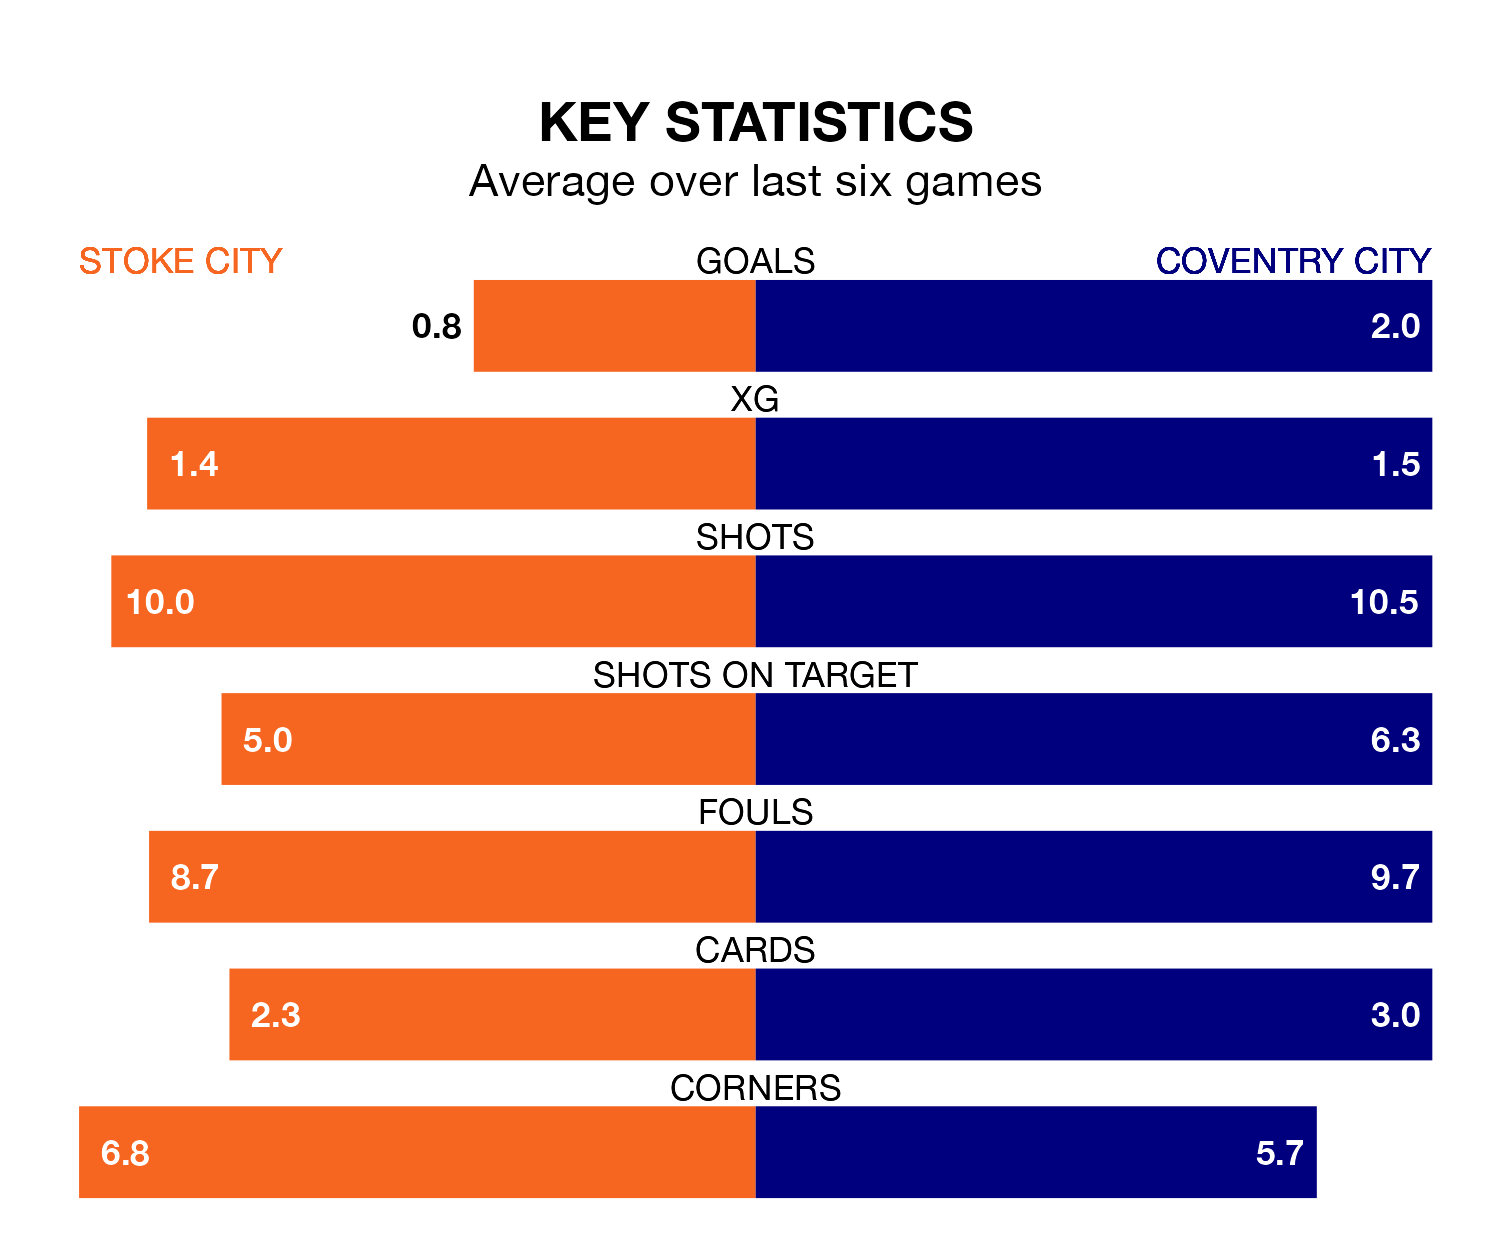 KEY STATISTICS
Average over last six games
STOKE CITY GOALS COVENTRY CITY
0.8 2.0
XG
1.4 1.5
SHOTS
10.0 10.5
SHOTS ON TARGET
5.0 6.3
FOULS
8.7 9.7
CARDS
2.3 3.0
CORNERS
6.8 5.7